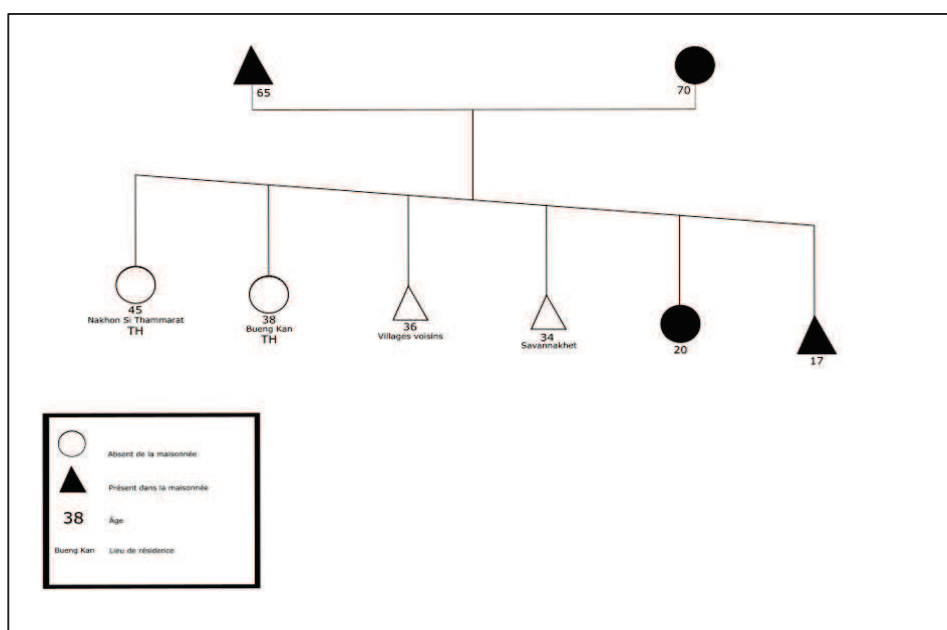 65
70
45
Nakhon Si Thammarat
TH
38
Bueng Kan
TH
36
Villages voisins
34
Savannakhet
20
17
Absent de la maisonnée
Présent dans la maisonnée
38 Âge
Bueng Kan Lieu de résidence